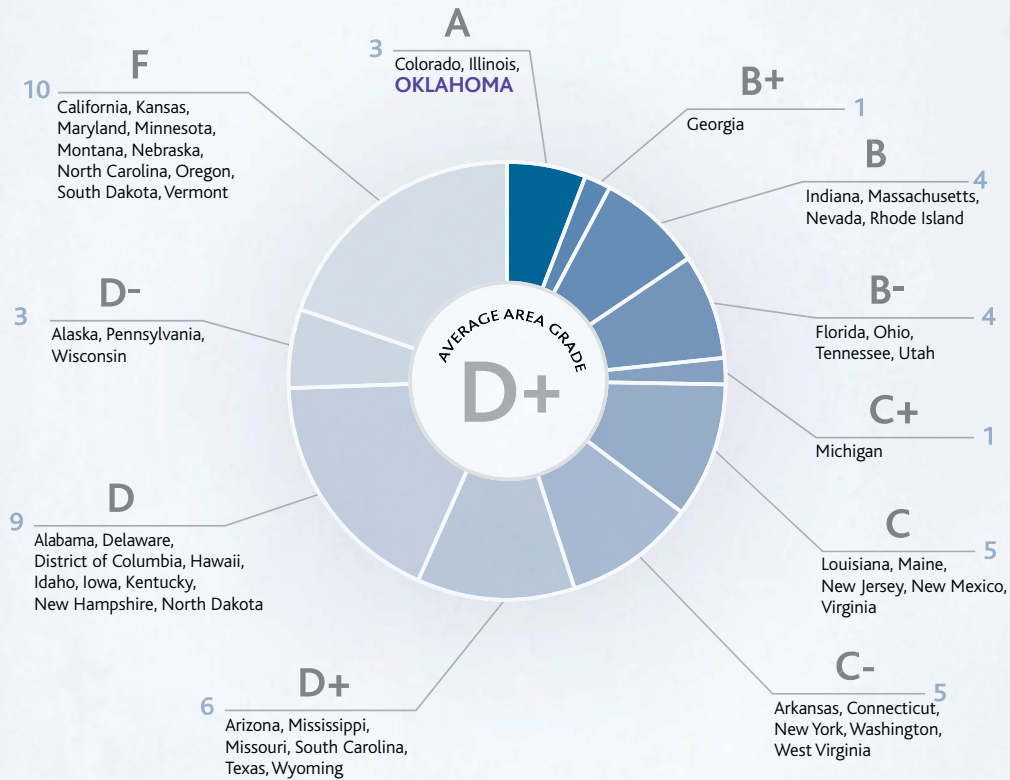 A
3
Colorado, Illinois,
OKLAHOMA
B+
1
Georgia
B
4
Indiana, Massachusetts,
Nevada, Rhode Island
B-
4
Florida, Ohio,
Tennessee, Utah
C+
1
Michigan
C
5
Louisiana, Maine,
New Jersey, New Mexico,
Virginia
C-
5
Arkansas, Connecticut,
New York, Washington,
West Virginia
D+
6
Arizona, Mississippi,
Missouri, South Carolina,
Texas, Wyoming
D
9
Alabama, Delaware,
District of Columbia, Hawaii,
Idaho, Iowa, Kentucky,
New Hampshire, North Dakota
D-
3
Alaska, Pennsylvania,
Wisconsin
F
10
California, Kansas,
Maryland, Minnesota,
Montana, Nebraska,
North Carolina, Oregon,
South Dakota, Vermont
AVERAGE AREA GRADE
D+